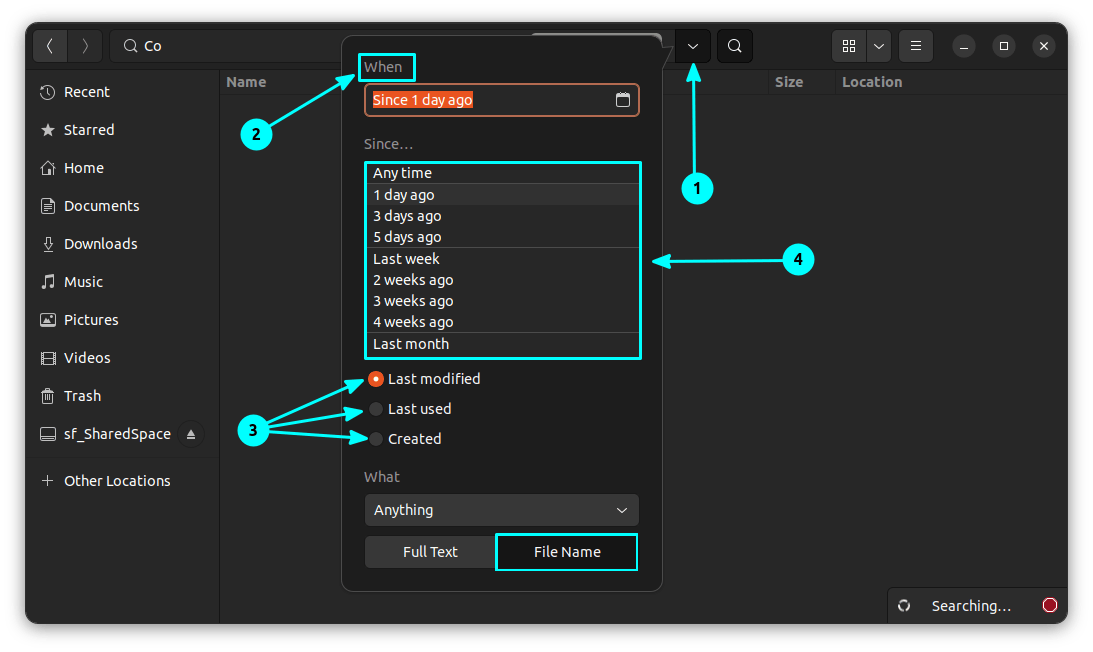 Co
When
Name
Size
Location
Recent
Since 1 day ago
Starred
2
Since...
Home
Any time
1 day ago
1
Documents
3 days ago
5 days ago
Downloads
Last week
4
Music
2 weeks ago
3 weeks ago
Pictures
4 weeks ago
Last month
Videos
Last modified
Trash
Last used
3
sf_SharedSpace
Created
Other Locations
What
Anything
Full Text
File Name
Searching...